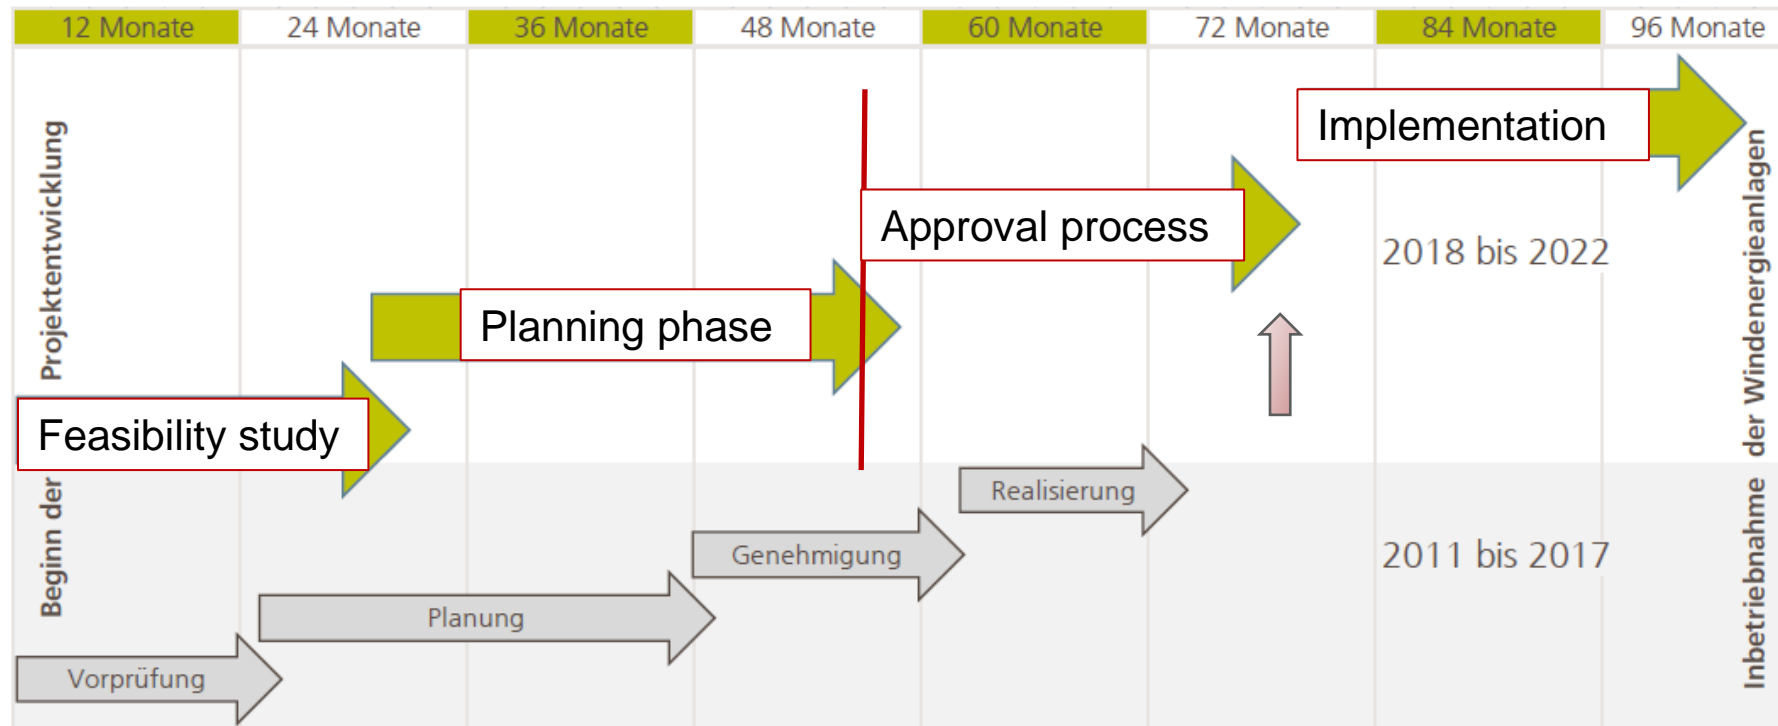 12 Monate 24 Monate 36 Monate 48 Monate 60 Monate 72 Monate 84 Monate 96 Monate
Implementation
Approval process
2018 bis 2022
Planning phase
Feasibility study
Beginn der Projektentwicklung
Inbetriebnahme der Windenergieanlagen
Realisierung
Genehmigung
2011 bis 2017
Planung
Vorprüfung